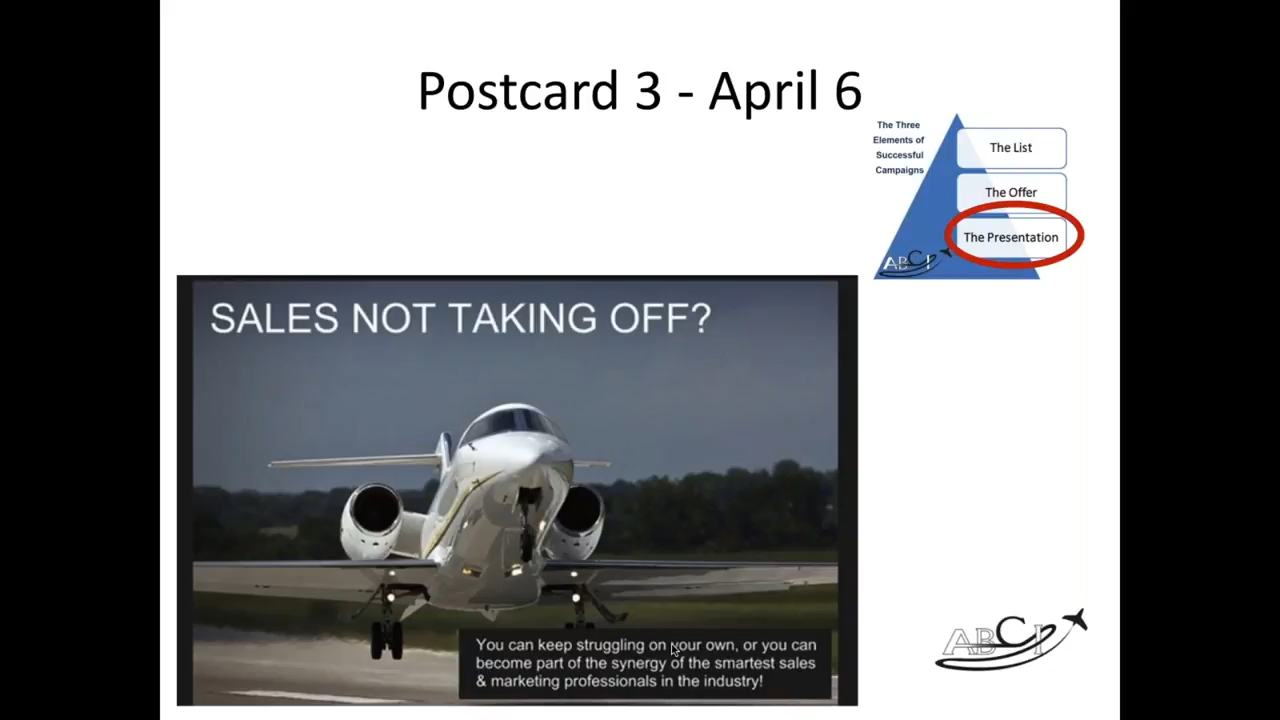 Postcard 3 - April 6
The Three
Elements of
Successful
Campaigns
The List
The Offer
The Presentation
ABCI
SALES NOT TAKING OFF?
You can keep struggling on your own, or you can
become part of the synergy of the smartest sales
& marketing professionals in the industry!
ABCI